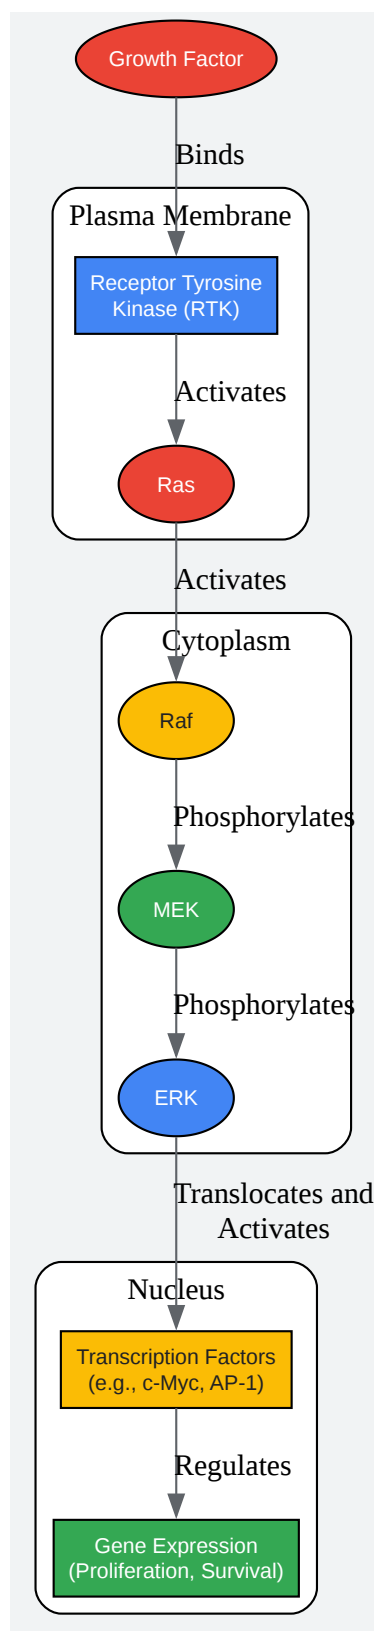 Growth Factor
Binds
Plasma Membrane
Receptor Tyrosine
Kinase (RTK)
Activates
Ras
Activates
Cytoplasm
Raf
Phosphorylates
MEK
Phosphorylates
ERK
Translocates and
Activates
Nucleus
Transcription Factors
(e.g., c-Myc, AP-1)
Regulates
Gene Expression
(Proliferation, Survival)